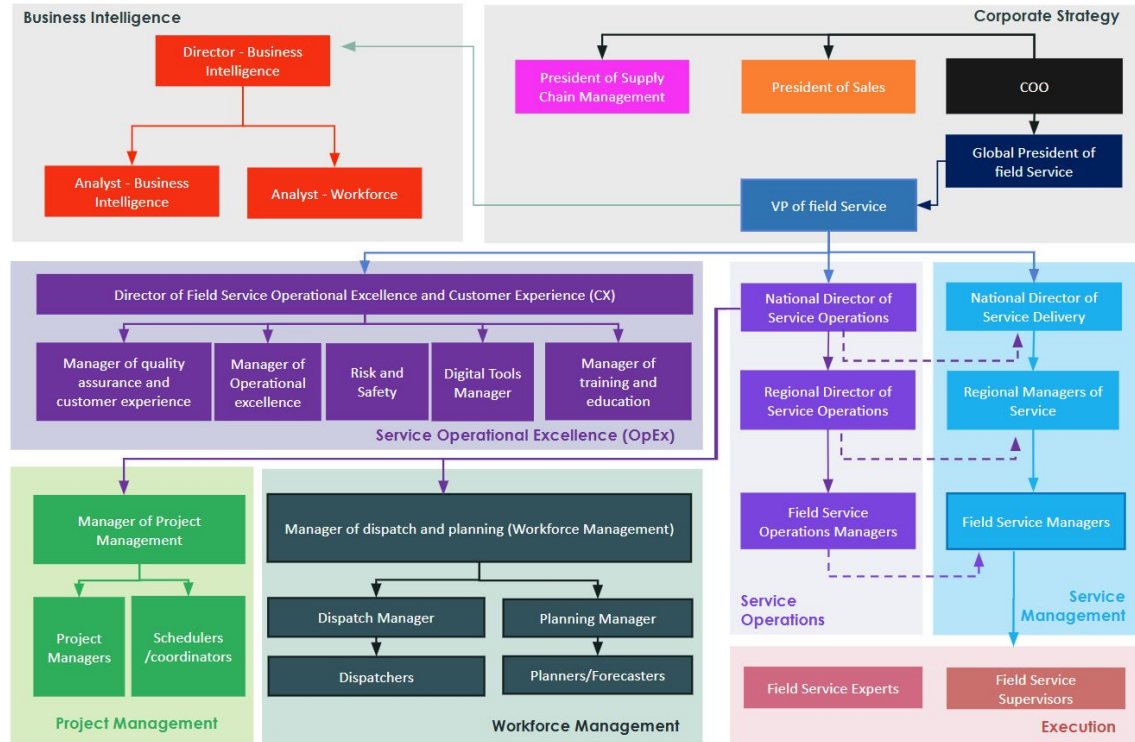 Business Intelligence
Director - Business
Intelligence
Analyst - Business
Intelligence
Analyst - Workforce
Corporate Strategy
President of Supply
Chain Management
President of Sales
COO
Global President of
field Service
VP of field Service
Director of Field Service Operational Excellence and Customer Experience (CX)
Manager of quality
assurance and
customer experience
Manager of
Operational
excellence
Risk and
Safety
Digital Tools
Manager
Manager of
training and
education
Service Operational Excellence (OpEx)
National Director of
Service Operations
Regional Director of
Service Operations
Field Service
Operations Managers
Service
Operations
National Director of
Service Delivery
Regional Managers of
Service
Field Service Managers
Service
Management
Manager of Project
Management
Project
Managers
Schedulers
/coordinators
Project Management
Manager of dispatch and planning (Workforce Management)
Dispatch Manager
Planning Manager
Dispatchers
Planners/Forecasters
Workforce Management
Field Service Experts
Field Service
Supervisors
Execution